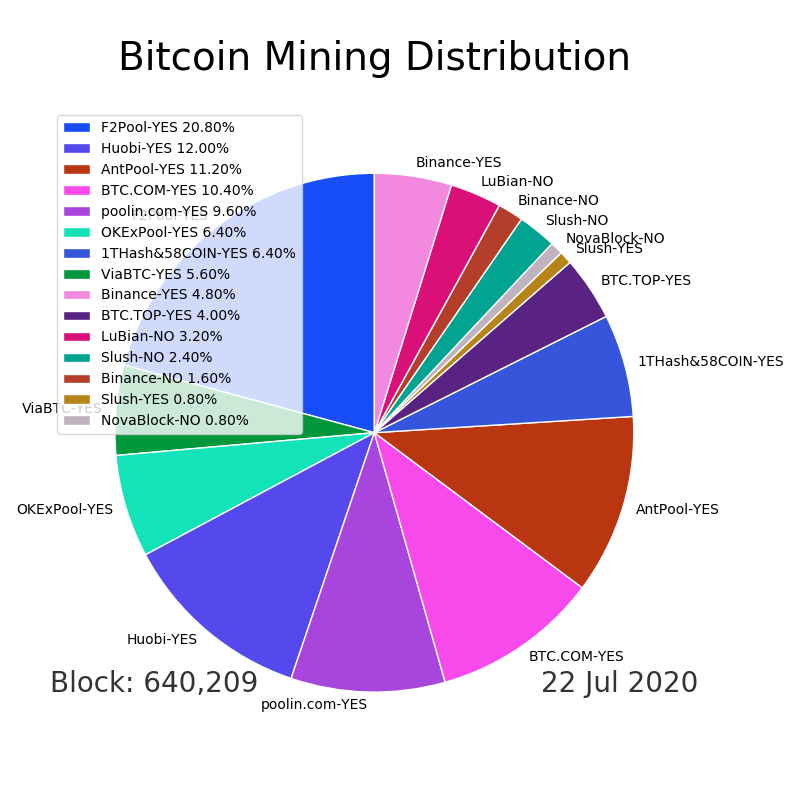 Bitcoin Mining Distribution
F2Pool-YES 20.80%
Huobi-YES 12.00%
AntPool-YES 11.20%
BTC.COM-YES 10.40%
poolin.com-YES 9.60%
OKExPool-YES 6.40%
1THash&58COIN-YES 6.40%
ViaBTC-YES 5.60%
Binance-YES 4.80%
BTC.TOP-YES 4.00%
LuBian-NO 3.20%
Slush-NO 2.40%
Binance-NO 1.60%
Slush-YES 0.80%
NovaBlock-NO 0.80%
Binance-YES
LuBian-NO
Binance-NO
Slush-NO
NovaBlock-NO
Slush-YES
BTC.TOP-YES
1THash&58COIN-YES
AntPool-YES
BTC.COM-YES
poolin.com-YES
Huobi-YES
OKExPool-YES
ViaBTC-YES
F2Pool-YES
Block: 640,209
22 Jul 2020